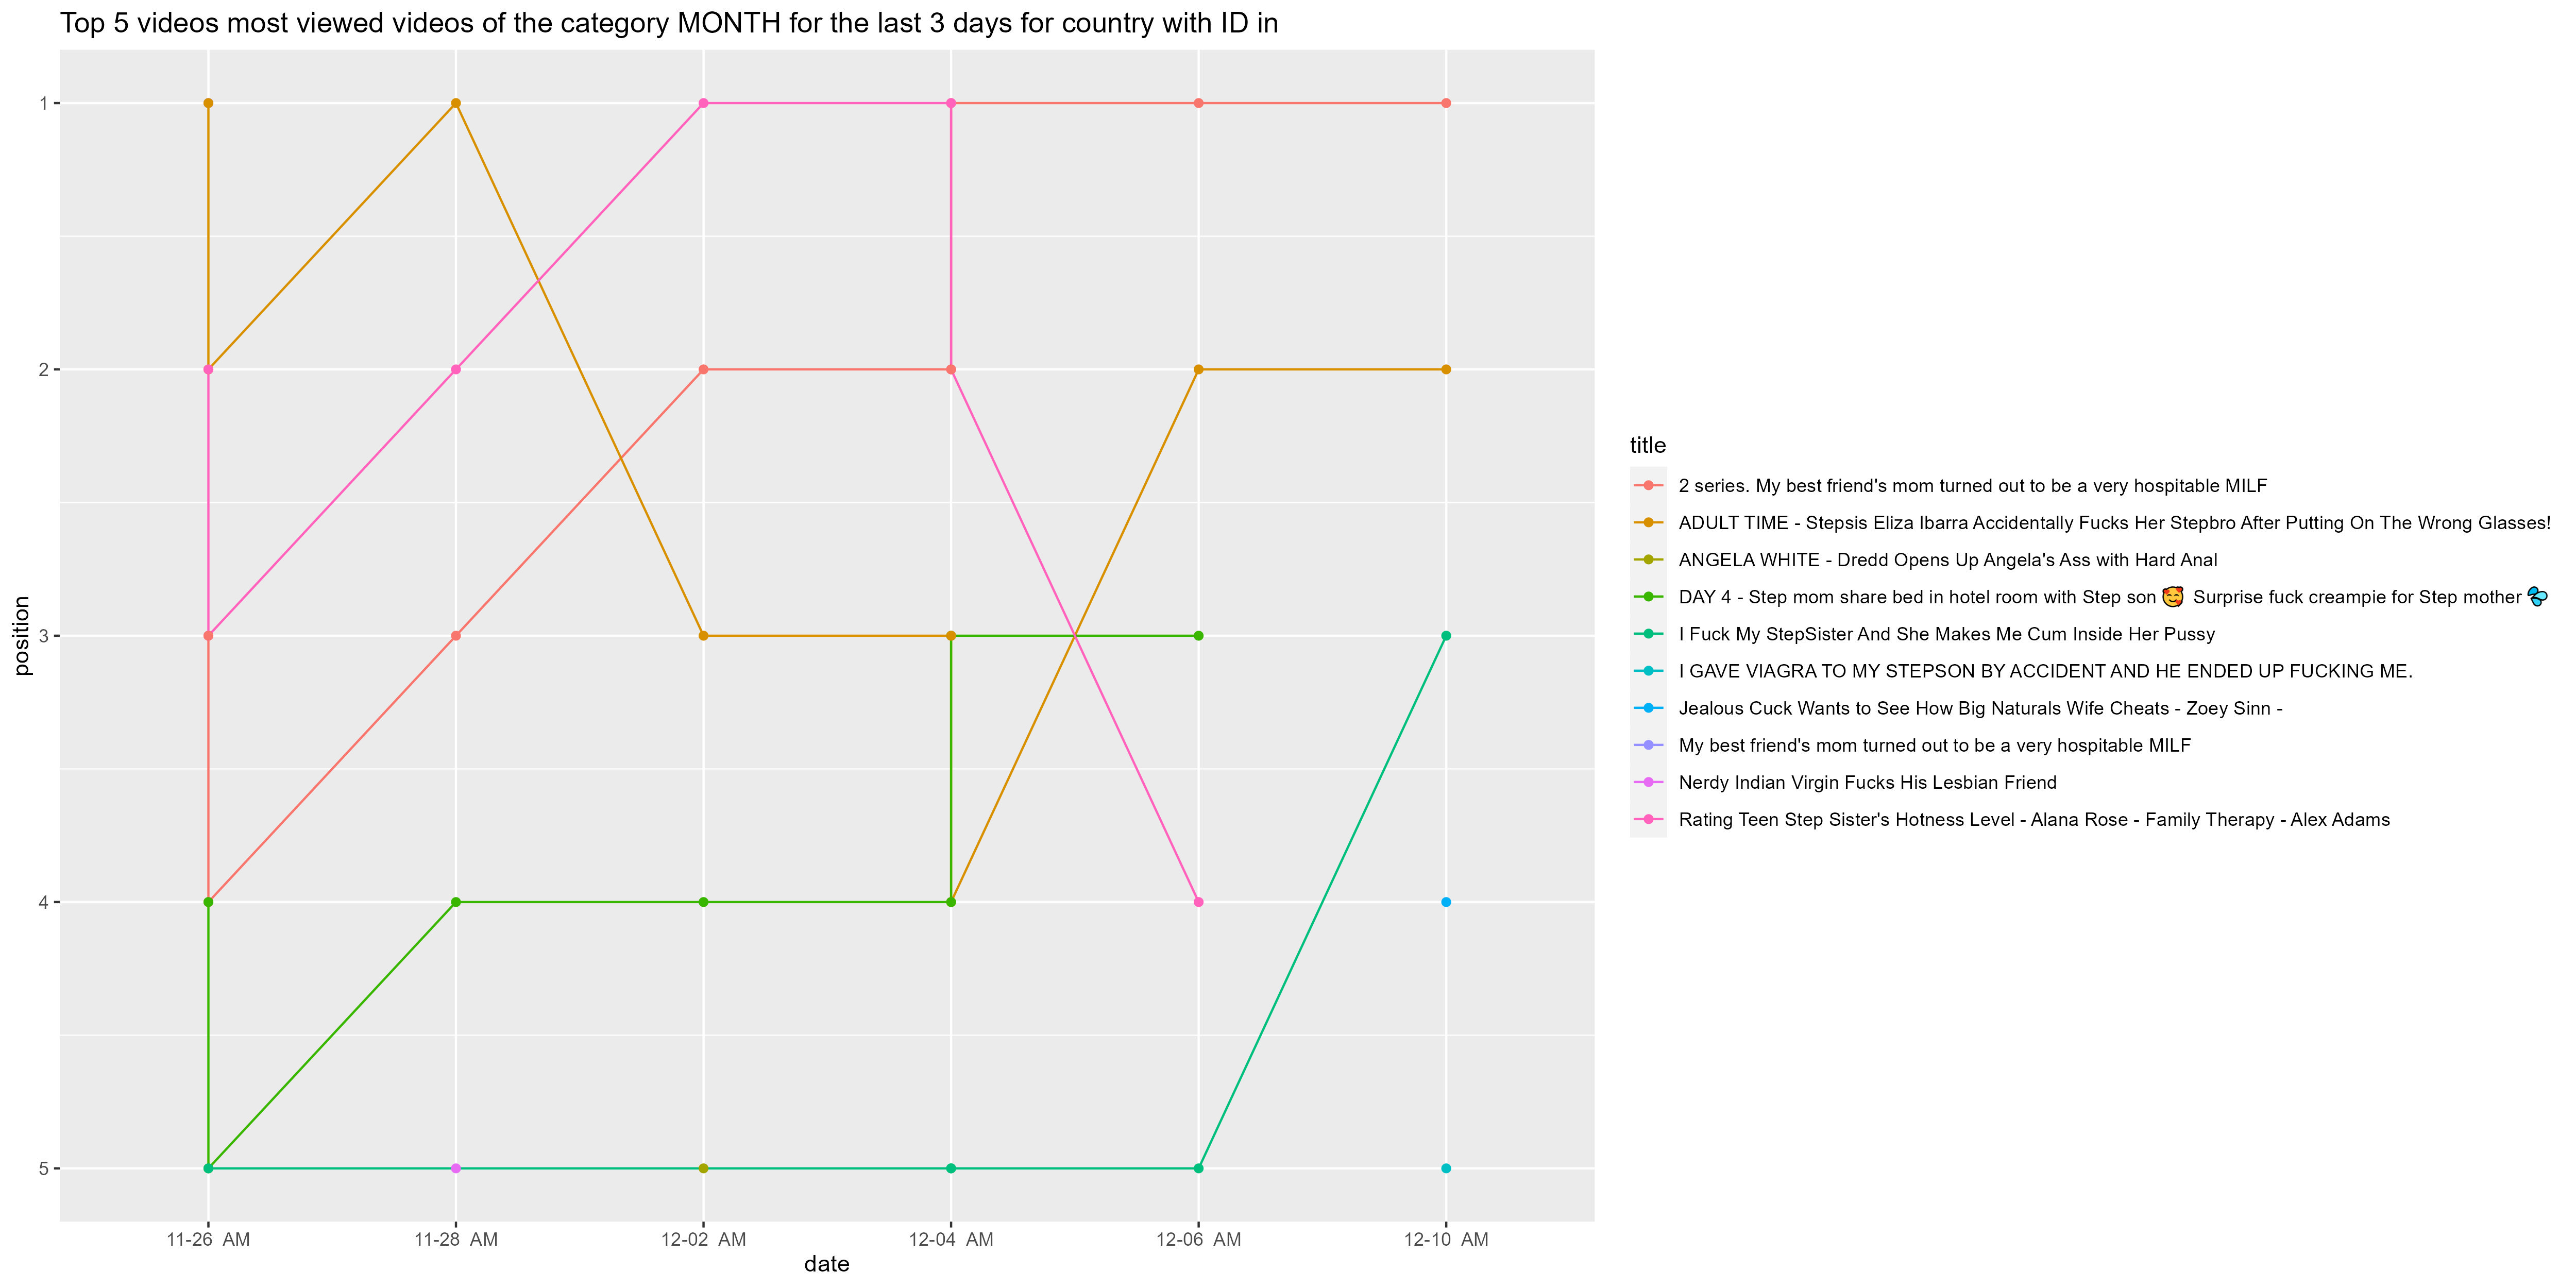 Top 5 videos most viewed videos of the category MONTH for the last 3 days for country with ID in
1
2
3
4
5
position
11-26 AM
11-28 AM
12-02 AM
12-04 AM
12-06 AM
12-10 AM
date
title
2 series. My best friend's mom turned out to be a very hospitable MILF
ADULT TIME - Stepsis Eliza Ibarra Accidentally Fucks Her Stepbro After Putting On The Wrong Glasses!
ANGELA WHITE - Dredd Opens Up Angela's Ass with Hard Anal
DAY 4 - Step mom share bed in hotel room with Step son 🥰 Surprise fuck creampie for Step mother 💦
I Fuck My StepSister And She Makes Me Cum Inside Her Pussy
I GAVE VIAGRA TO MY STEPSON BY ACCIDENT AND HE ENDED UP FUCKING ME.
Jealous Cuck Wants to See How Big Naturals Wife Cheats - Zoey Sinn -
My best friend's mom turned out to be a very hospitable MILF
Nerdy Indian Virgin Fucks His Lesbian Friend
Rating Teen Step Sister's Hotness Level - Alana Rose - Family Therapy - Alex Adams